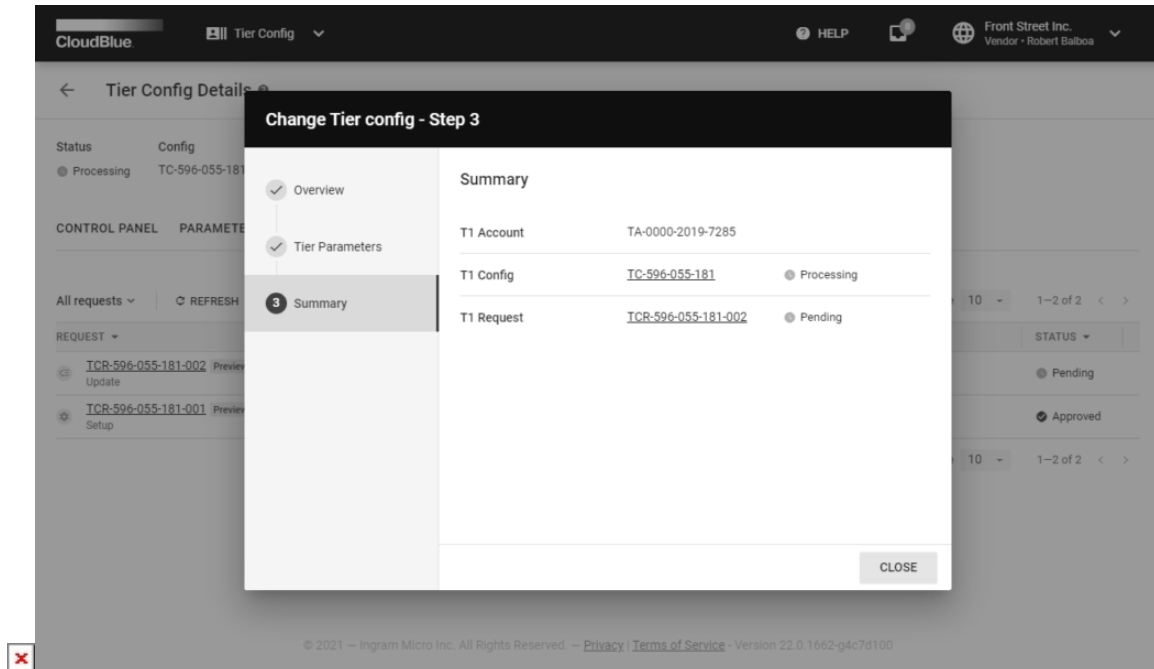 CloudBlue
Tier Config
HELP
Front Street Inc.
Vendor • Robert Balboa
Tier Config Details
Change Tier config - Step 3
Status Config
Processing TC-596-055-181
Overview
Summary
CONTROL PANEL
T1 Account TA-0000-2019-7285
Tier Parameters
T1 Config TC-596-055-181 Processing
All requests REFRESH
3 Summary
T1 Request TCR-596-055-181-002 Pending
10 1–2 of 2
REQUEST STATUS
TCR-596-055-181-002 Preview
Update
Pending
TCR-596-055-181-001 Preview
Setup
Approved
10 1–2 of 2
CLOSE
© 2021 – Ingram Micro Inc. All Rights Reserved. – Privacy | Terms of Service - Version 22.0.1662-g4c7d100